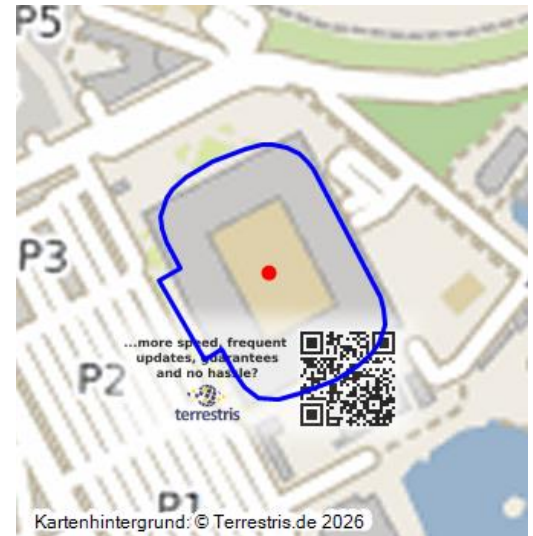 P5
P3
...more speed, frequent
updates, guarantees
and no hassle?
P2
terrestris
P1
Kartenhintergrund: © Terrestris.de 2026